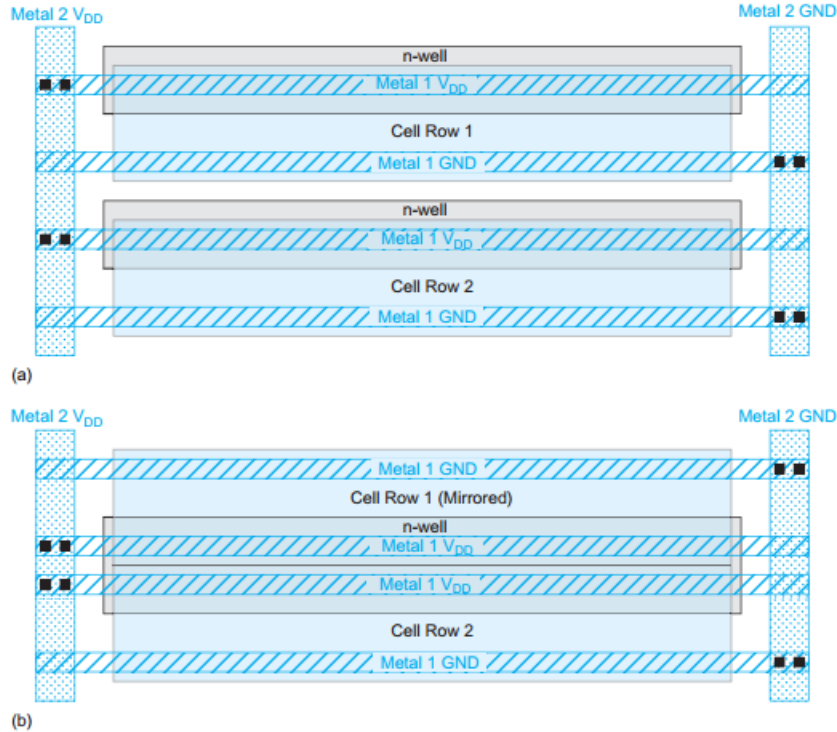 Metal 2 VDD
Metal 2 GND
n-well
Metal 1 VDD
Cell Row 1
Metal 1 GND
n-well
Metal 1 VDD
Cell Row 2
Metal 1 GND
(a)
Metal 2 VDD
Metal 2 GND
Metal 1 GND
Cell Row 1 (Mirrored)
n-well
Metal 1 VDD
Metal 1 VDD
Cell Row 2
Metal 1 GND
(b)